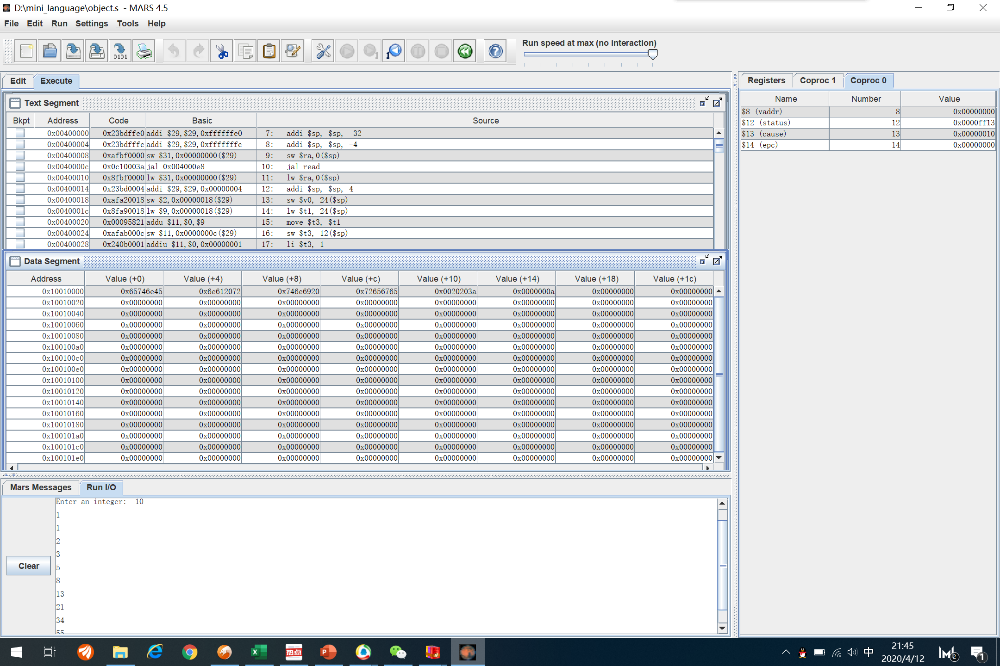 D:\mini_language\object.s - MARS 4.5
File Edit Run Settings Tools Help
Run speed at max (no interaction)
Edit Execute
Text Segment
Bkpt Address Code Basic Source
0x00400000 0x23bdffe0 addi $29,$29,0xffffffe0 7: addi $sp, $sp, -32
0x00400004 0x23bdfffc addi $29,$29,0xfffffffc 8: addi $sp, $sp, -4
0x00400008 0xafbf0000 sw $31,0x00000000($29) 9: sw $ra,0($sp)
0x0040000c 0x0c10003a jal 0x004000e8 10: jal read
0x00400010 0x8fbf0000 lw $31,0x00000000($29) 11: lw $ra,0($sp)
0x00400014 0x23bd0004 addi $29,$29,0x00000004 12: addi $sp, $sp, 4
0x00400018 0xafa20018 sw $2,0x00000018($29) 13: sw $v0, 24($sp)
0x0040001c 0x8fa90018 lw $9,0x00000018($29) 14: lw $t1, 24($sp)
0x00400020 0x00095821 addu $11,$0,$9 15: move $t3, $t1
0x00400024 0xafab000c sw $11,0x0000000c($29) 16: sw $t3, 12($sp)
0x00400028 0x240b0001 addiu $11,$0,0x00000001 17: li $t3, 1
Data Segment
Address Value (+0) Value (+4) Value (+8) Value (+c) Value (+10) Value (+14) Value (+18) Value (+1c)
0x10010000 0x65746e45 0x6e612072 0x746e6920 0x72656765 0x0020203a 0x0000000a 0x00000000 0x00000000
0x10010020 0x00000000 0x00000000 0x00000000 0x00000000 0x00000000 0x00000000 0x00000000 0x00000000
0x10010040 0x00000000 0x00000000 0x00000000 0x00000000 0x00000000 0x00000000 0x00000000 0x00000000
0x10010060 0x00000000 0x00000000 0x00000000 0x00000000 0x00000000 0x00000000 0x00000000 0x00000000
0x10010080 0x00000000 0x00000000 0x00000000 0x00000000 0x00000000 0x00000000 0x00000000 0x00000000
0x100100a0 0x00000000 0x00000000 0x00000000 0x00000000 0x00000000 0x00000000 0x00000000 0x00000000
0x100100c0 0x00000000 0x00000000 0x00000000 0x00000000 0x00000000 0x00000000 0x00000000 0x00000000
0x100100e0 0x00000000 0x00000000 0x00000000 0x00000000 0x00000000 0x00000000 0x00000000 0x00000000
0x10010100 0x00000000 0x00000000 0x00000000 0x00000000 0x00000000 0x00000000 0x00000000 0x00000000
0x10010120 0x00000000 0x00000000 0x00000000 0x00000000 0x00000000 0x00000000 0x00000000 0x00000000
0x10010140 0x00000000 0x00000000 0x00000000 0x00000000 0x00000000 0x00000000 0x00000000 0x00000000
0x10010160 0x00000000 0x00000000 0x00000000 0x00000000 0x00000000 0x00000000 0x00000000 0x00000000
0x10010180 0x00000000 0x00000000 0x00000000 0x00000000 0x00000000 0x00000000 0x00000000 0x00000000
0x100101a0 0x00000000 0x00000000 0x00000000 0x00000000 0x00000000 0x00000000 0x00000000 0x00000000
0x100101c0 0x00000000 0x00000000 0x00000000 0x00000000 0x00000000 0x00000000 0x00000000 0x00000000
0x100101e0 0x00000000 0x00000000 0x00000000 0x00000000 0x00000000 0x00000000 0x00000000 0x00000000
Mars Messages Run I/O
Clear
Enter an integer:  10
1
1
2
3
5
8
13
21
34
55
Registers Coproc 1 Coproc 0
Name Number Value
$8 (vaddr) 8 0x00000000
$12 (status) 12 0x0000ff13
$13 (cause) 13 0x00000010
$14 (epc) 14 0x00000000
热点
中
21:45
2020/4/12
2
1